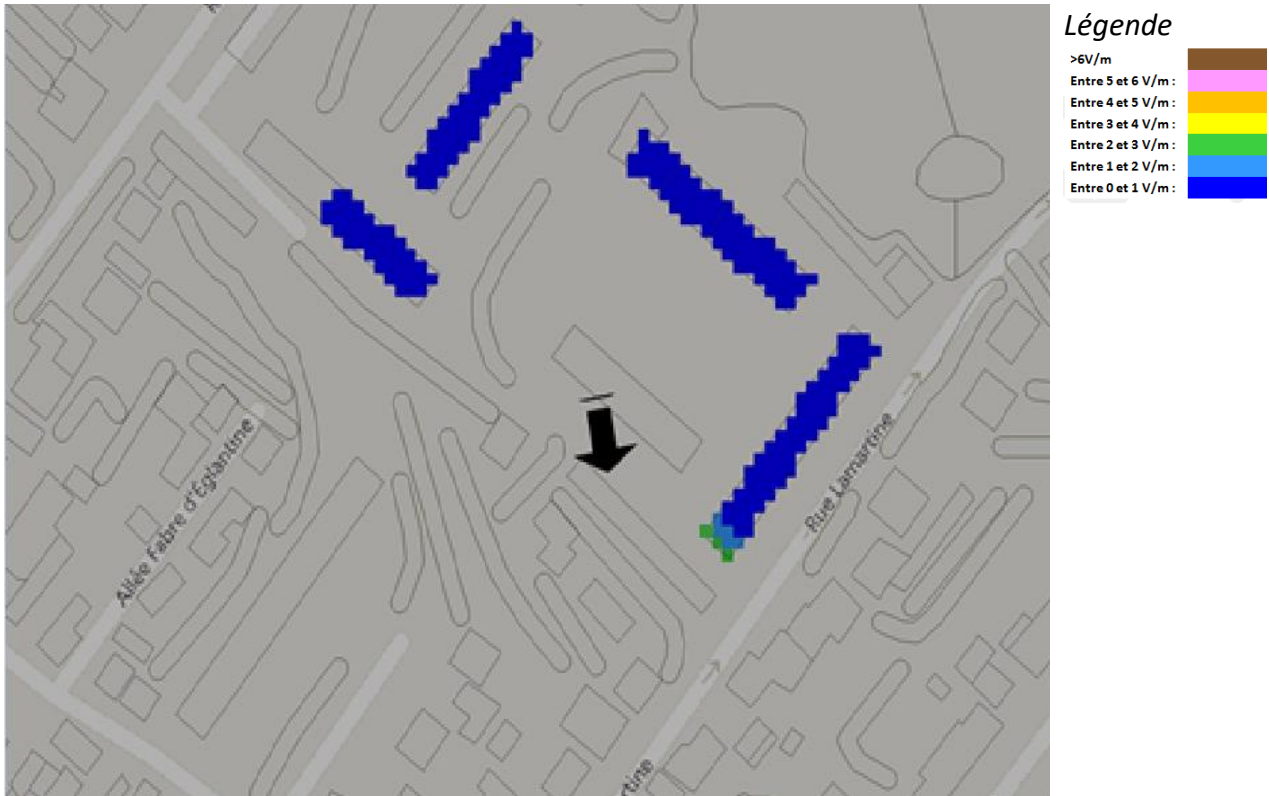 Légende
>6V/m
Entre 5 et 6 V/m :
Entre 4 et 5 V/m :
Entre 3 et 4 V/m :
Entre 2 et 3 V/m :
Entre 1 et 2 V/m :
Entre 0 et 1 V/m :
Allée Fabre d'Églantine
Rue Lamartine
rtine